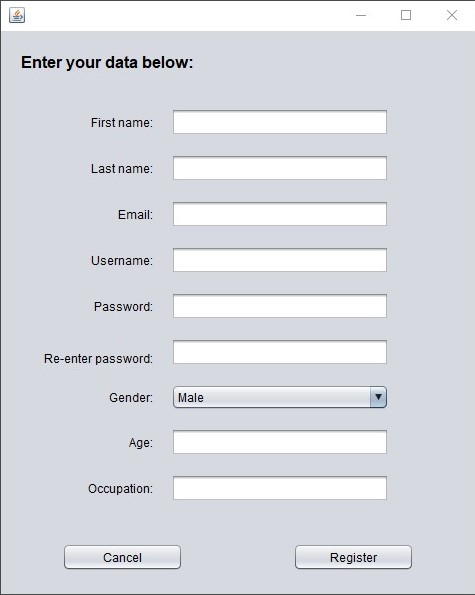 Enter your data below:
First name:
Last name:
Email:
Username:
Password:
Re-enter password:
Gender: Male
Age:
Occupation:
Cancel Register